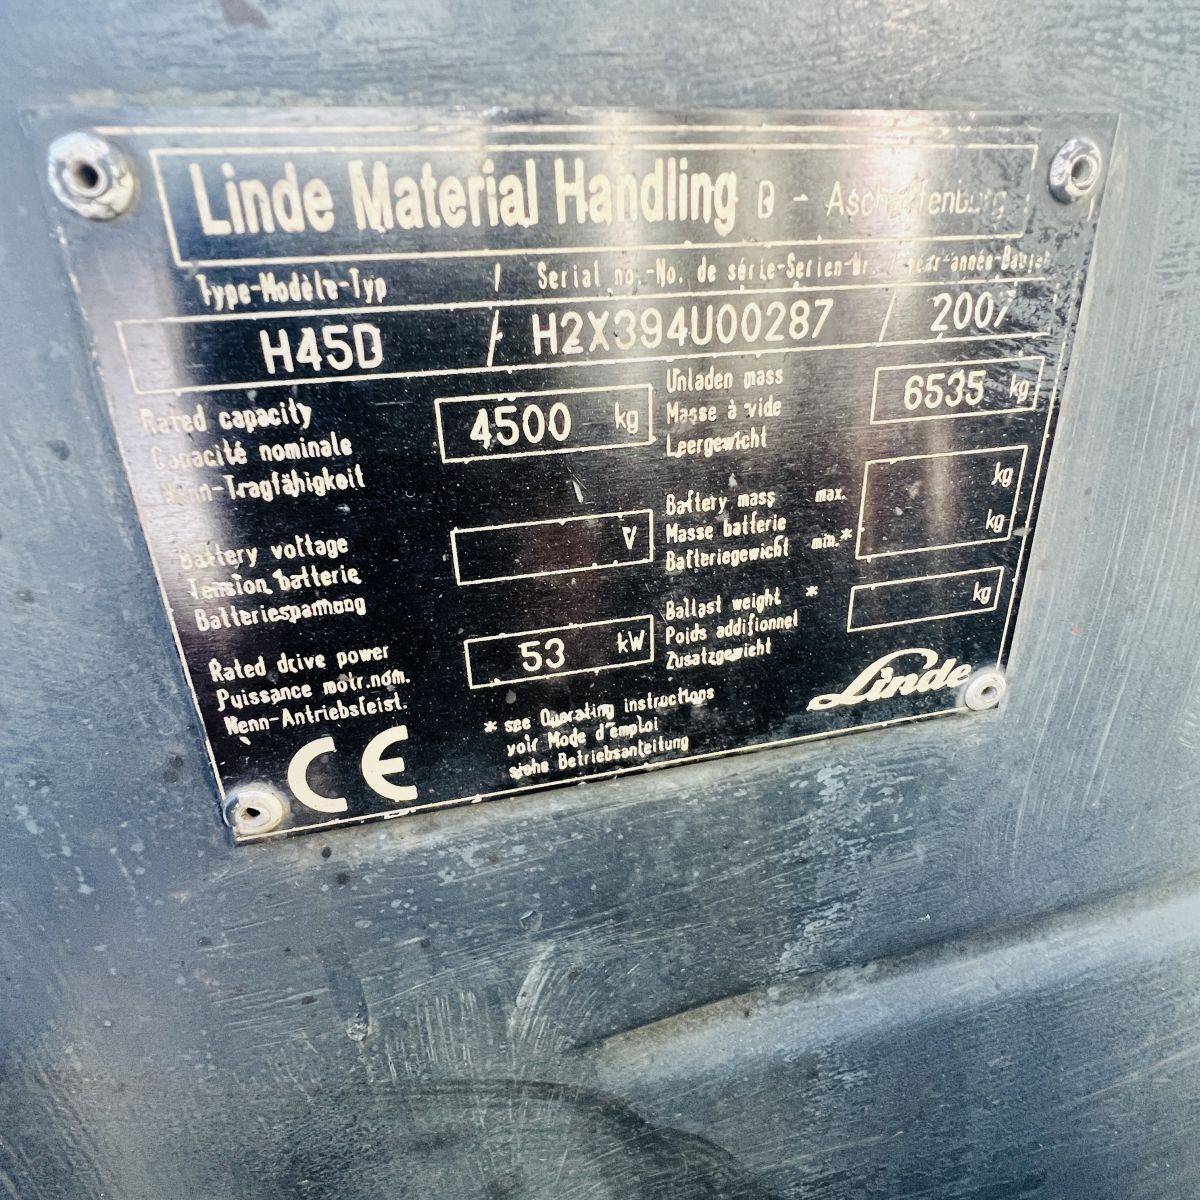 Linde Material Handling D - Aschaffenburg
Type-Modèle-Typ / Serial no.-No. de série-Serien-Nr. / year-année-Baujahr
H45D / H2X394U00287 / 2007
Rated capacity
Capacité nominale
Nenn-Tragfähigkeit
4500 kg
Unladen mass
Masse à vide
Leergewicht
6535 kg
Battery voltage
Tension batterie
Batteriespannung
V
Battery mass max. kg
Masse batterie
Batteriegewicht min.* kg
Rated drive power
Puissance motr.nom.
Nenn-Antriebsleist.
53 kW
Ballast weight *
Poids additionnel
Zusatzgewicht
kg
CE
* see Operating instructions
voir Mode d'emploi
siehe Betriebsanleitung
Linde